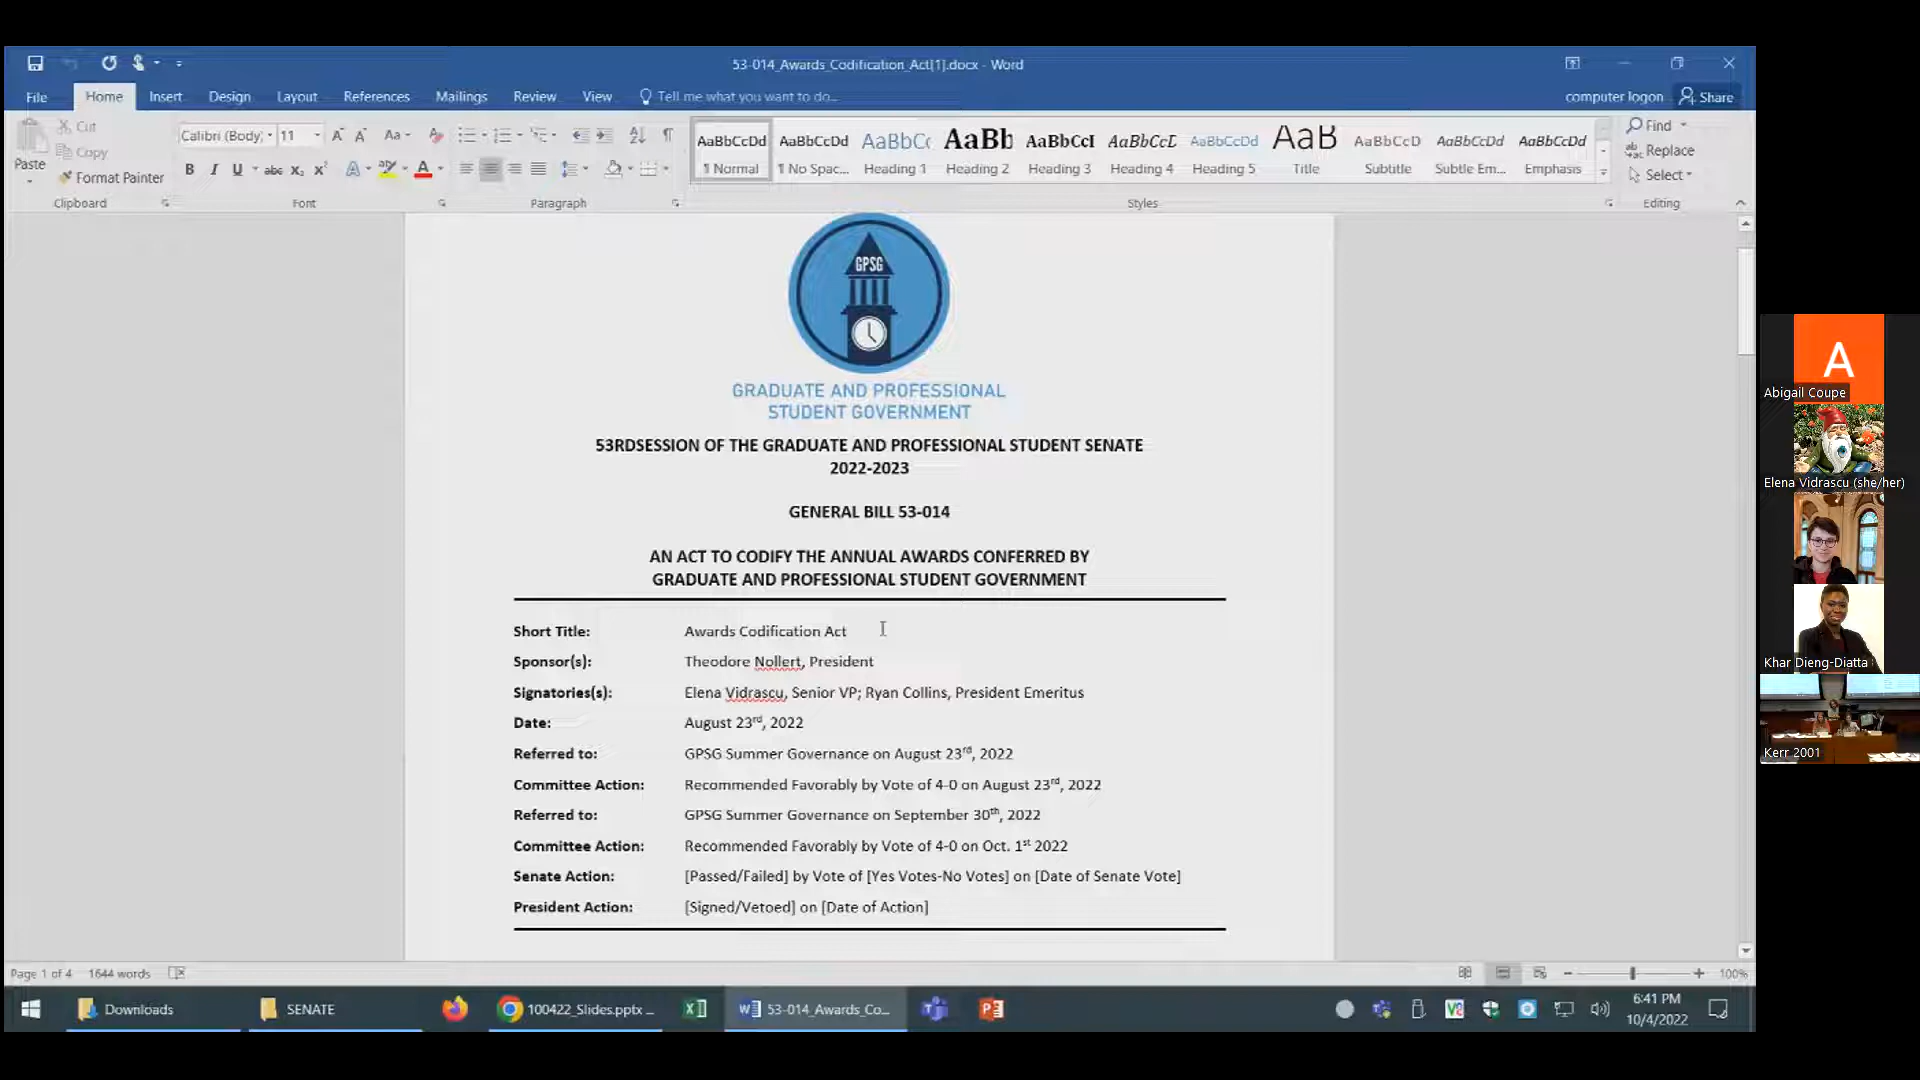 53-014_Awards_Codification_Act[1].docx - Word
File Home Insert Design Layout References Mailings Review View Tell me what you want to do... computer logon Share
Paste
Cut
Copy
Format Painter
Clipboard
Calibri (Body) 11
Font
Paragraph
AaBbCcDd AaBbCcDd AaBbCc AaBb AaBbCcI AaBbCcD AaBbCcDd AaB AaBbCcD AaBbCcDd AaBbCcDd
¶ Normal ¶ No Spac... Heading 1 Heading 2 Heading 3 Heading 4 Heading 5 Title Subtitle Subtle Em... Emphasis
Styles
Find
Replace
Select
Editing
GPSG
GRADUATE AND PROFESSIONAL
STUDENT GOVERNMENT
53RDSESSION OF THE GRADUATE AND PROFESSIONAL STUDENT SENATE
2022-2023
GENERAL BILL 53-014
AN ACT TO CODIFY THE ANNUAL AWARDS CONFERRED BY
GRADUATE AND PROFESSIONAL STUDENT GOVERNMENT
Short Title: Awards Codification Act
Sponsor(s): Theodore Nollert, President
Signatories(s): Elena Vidrascu, Senior VP; Ryan Collins, President Emeritus
Date: August 23rd, 2022
Referred to: GPSG Summer Governance on August 23rd, 2022
Committee Action: Recommended Favorably by Vote of 4-0 on August 23rd, 2022
Referred to: GPSG Summer Governance on September 30th, 2022
Committee Action: Recommended Favorably by Vote of 4-0 on Oct. 1st 2022
Senate Action: [Passed/Failed] by Vote of [Yes Votes-No Votes] on [Date of Senate Vote]
President Action: [Signed/Vetoed] on [Date of Action]
Page 1 of 4 1644 words 100%
Downloads SENATE 100422_Slides.pptx ... 53-014_Awards_Co... 6:41 PM
10/4/2022
A
Abigail Coupe
Elena Vidrascu (she/her)
Khar Dieng-Diatta
Kerr 2001